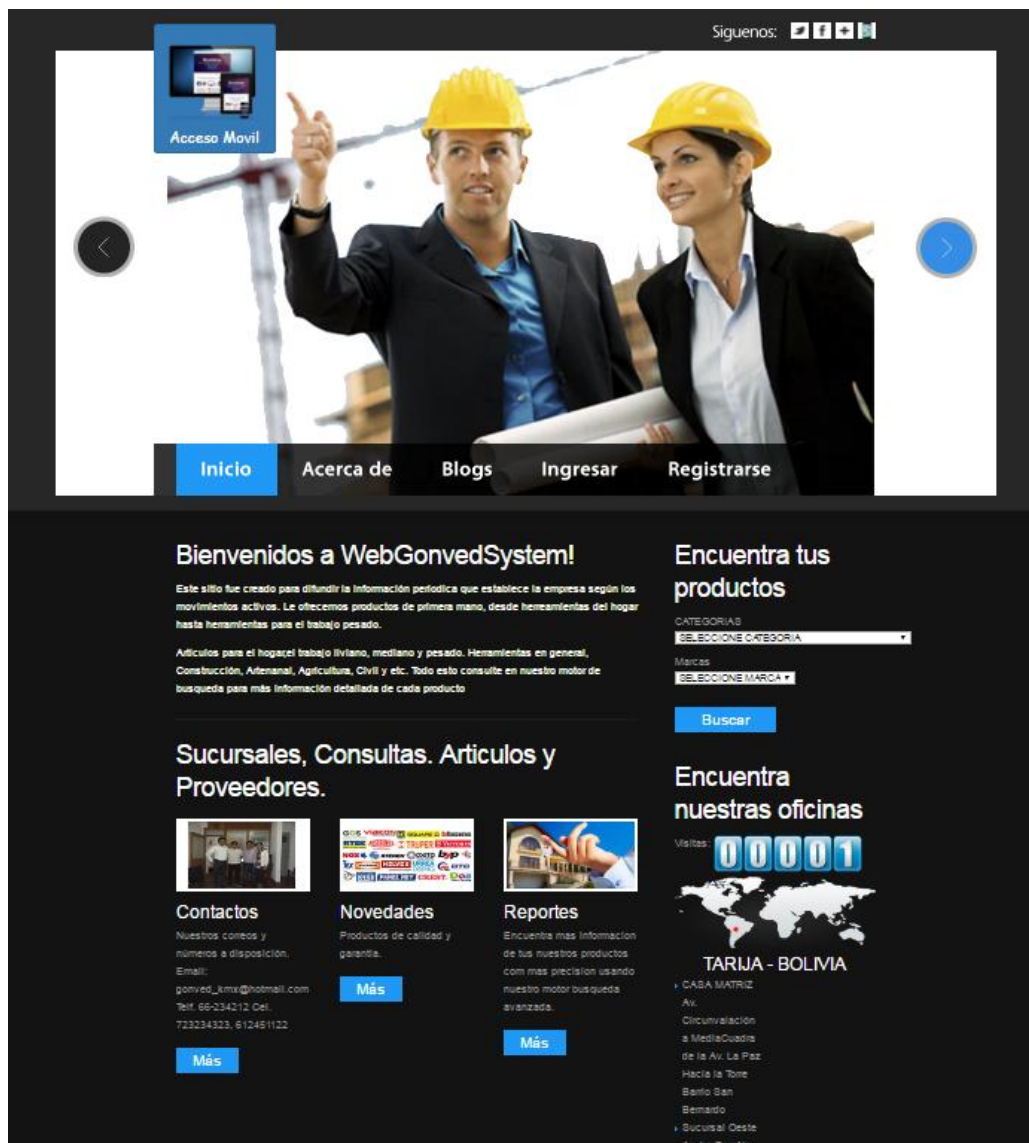 Siguenos:
Acceso Movil
Inicio
Acerca de
Blogs
Ingresar
Registrarse
Bienvenidos a WebGonvedSystem!
Este sitio fue creado para difundir la información periodica que establece la empresa según los
movimientos activos. Le ofrecemos productos de primera mano, desde herreamientas del hogar
hasta herramientas para el trabajo pesado.
Articulos para el hogar,el trabajo liviano, mediano y pesado. Herramientas en general,
Construcción, Artenanal, Agricultura, Civil y etc. Todo esto consulte en nuestro motor de
busqueda para más información detallada de cada producto
Sucursales, Consultas. Articulos y
Proveedores.
TRUPER
Contactos
Nuestros correos y
números a disposición.
Email:
gonved_kmx@hotmail.com
Telf. 66-234212 Cel.
723234323, 612451122
Más
Novedades
Productos de calidad y
garantía.
Más
Reportes
Encuentra mas informacion
de tus nuestros productos
com mas precision usando
nuestro motor busqueda
avanzada.
Más
Encuentra tus
productos
CATEGORIAS
SELECCIONE CATEGORIA
Marcas
SELECCIONE MARCA
Buscar
Encuentra
nuestras oficinas
Visitas: 00001
TARIJA - BOLIVIA
CASA MATRIZ
Av.
Circunvalación
a MediaCuadra
de la Av. La Paz
Hacia la Torre
Barrio San
Bernardo
Sucursal Oeste